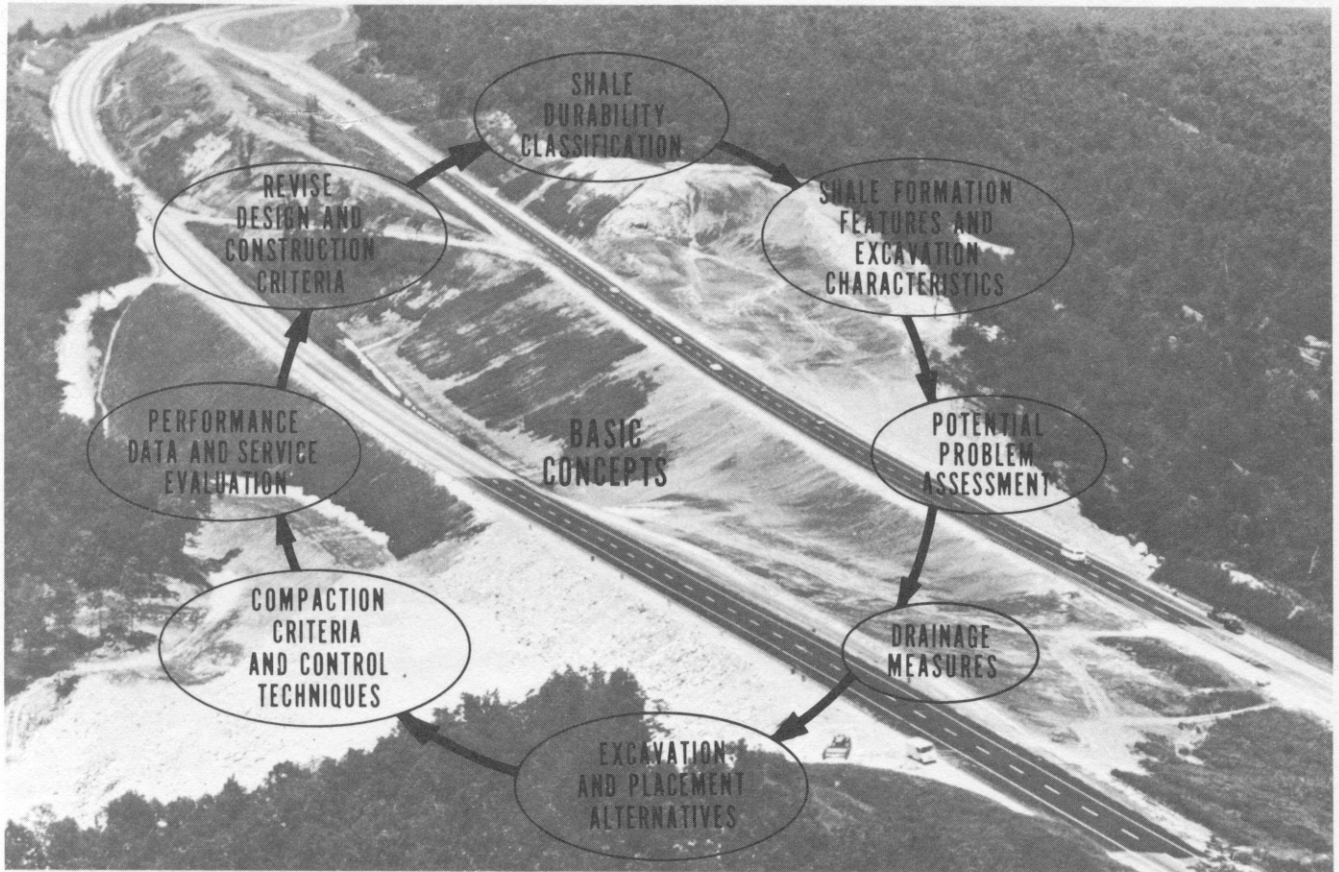 SHALE
DURABILITY
CLASSIFICATION
SHALE FORMATION
FEATURES AND
EXCAVATION
CHARACTERISTICS
POTENTIAL
PROBLEM
ASSESSMENT
DRAINAGE
MEASURES
EXCAVATION
AND PLACEMENT
ALTERNATIVES
COMPACTION
CRITERIA
AND CONTROL
TECHNIQUES
PERFORMANCE
DATA AND SERVICE
EVALUATION
REVISE
DESIGN AND
CONSTRUCTION
CRITERIA
BASIC
CONCEPTS